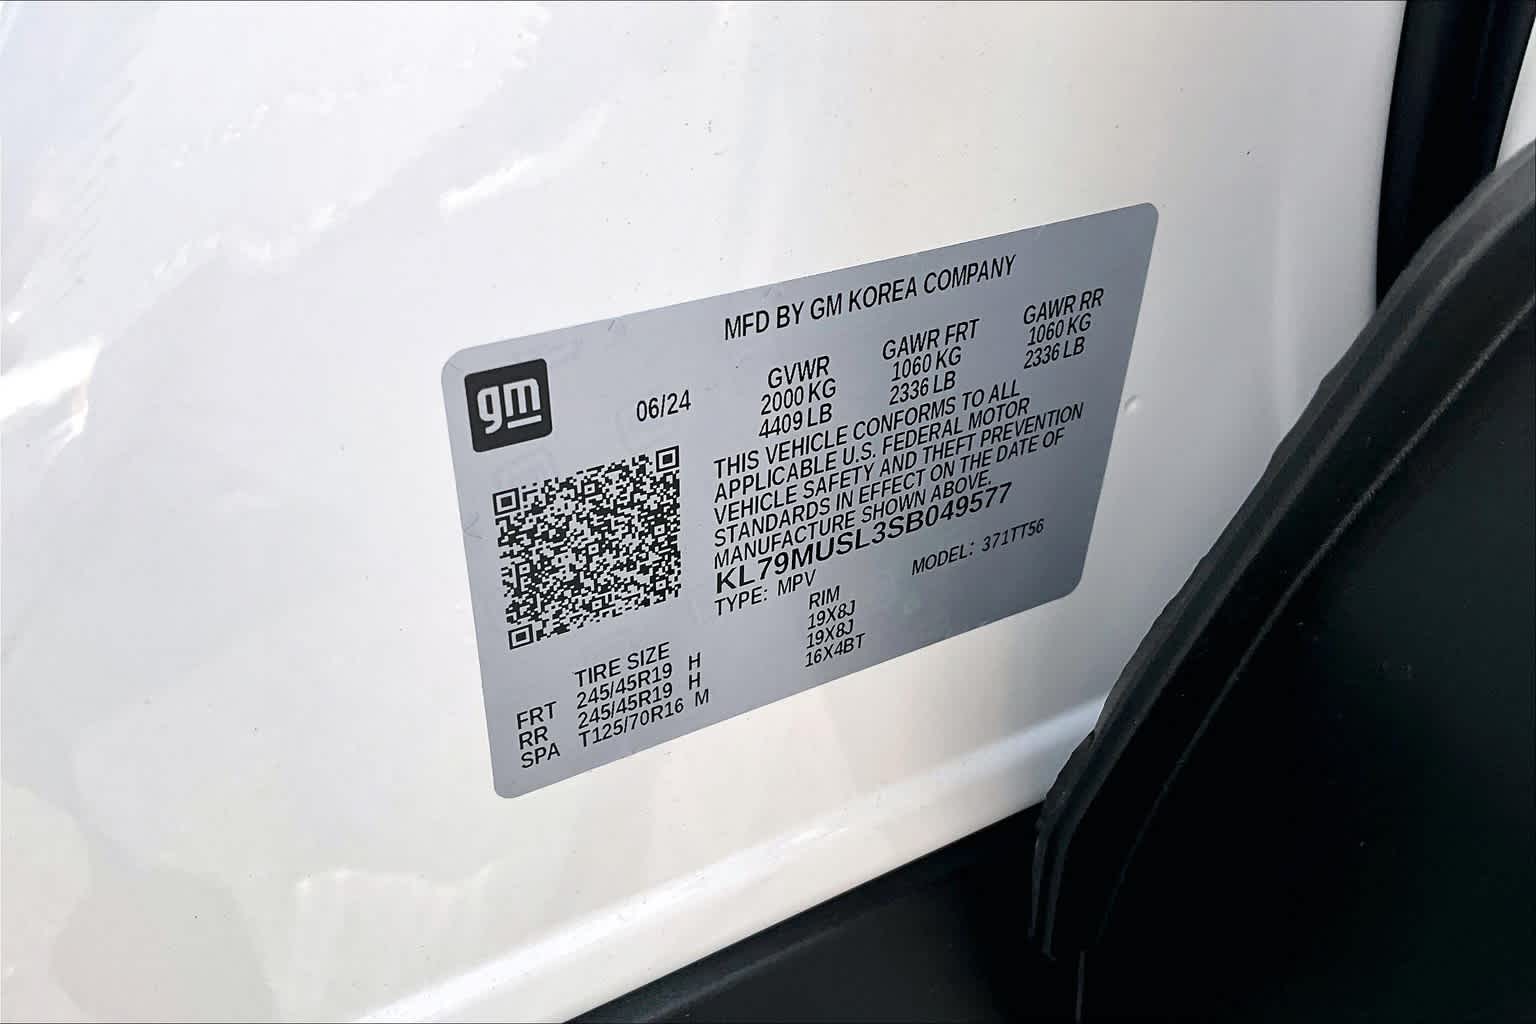 MFD BY GM KOREA COMPANY
gm
06/24
GVWR GAWR FRT GAWR RR
2000 KG 1060 KG 1060 KG
4409 LB 2336 LB 2336 LB
THIS VEHICLE CONFORMS TO ALL
APPLICABLE U.S. FEDERAL MOTOR
VEHICLE SAFETY AND THEFT PREVENTION
STANDARDS IN EFFECT ON THE DATE OF
MANUFACTURE SHOWN ABOVE.
KL79MUSL3SB049577
TYPE: MPV MODEL: 371TT56
TIRE SIZE RIM
FRT 245/45R19 H 19X8J
RR 245/45R19 H 19X8J
SPA T125/70R16 M 16X4BT